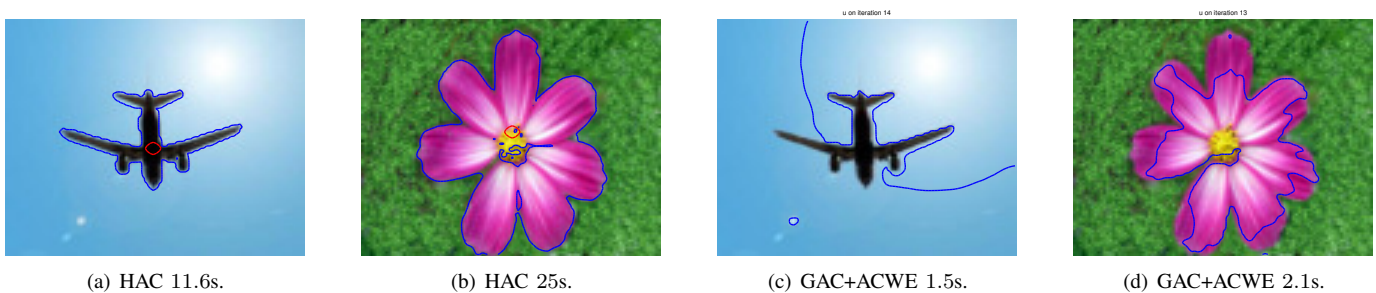 u on iteration 14
u on iteration 13
(a) HAC 11.6s.
(b) HAC 25s.
(c) GAC+ACWE 1.5s.
(d) GAC+ACWE 2.1s.